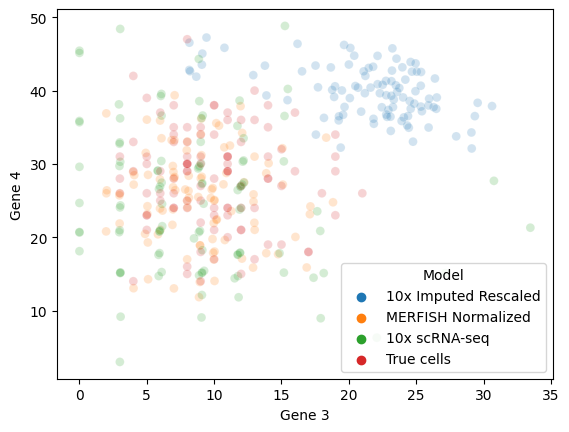 50
40
30
20
10
Gene 4
Model
10x Imputed Rescaled
MERFISH Normalized
10x scRNA-seq
True cells
0 5 10 15 20 25 30 35
Gene 3